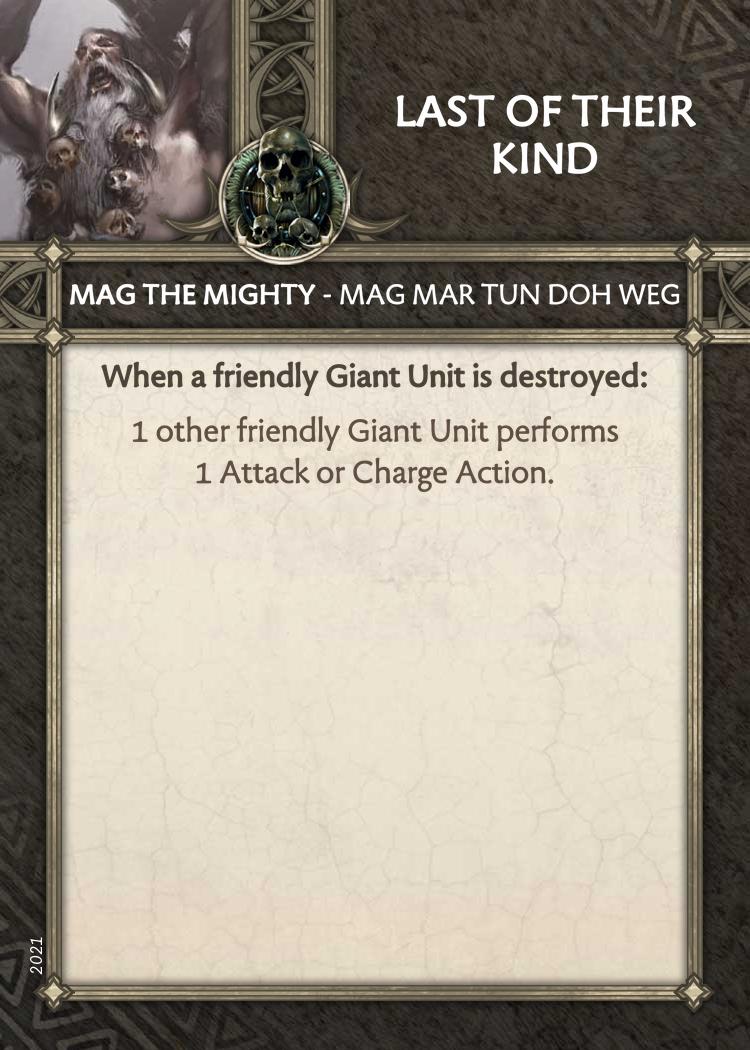 LAST OF THEIR
KIND
MAG THE MIGHTY - MAG MAR TUN DOH WEG
When a friendly Giant Unit is destroyed:
1 other friendly Giant Unit performs
1 Attack or Charge Action.
2021